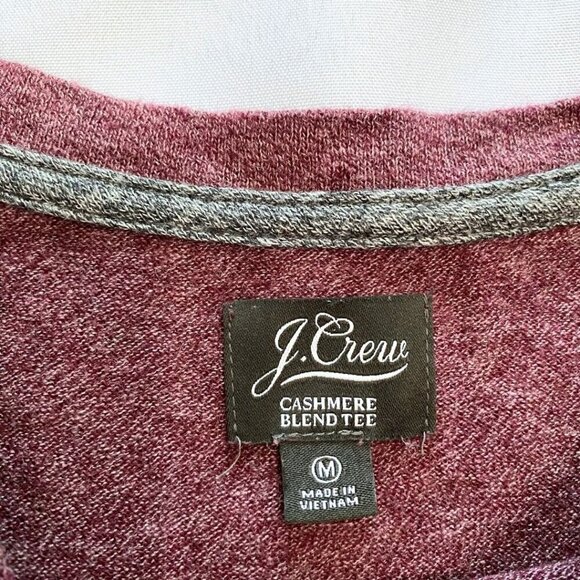 J.Crew
CASHMERE
BLEND TEE
M
MADE IN
VIETNAM